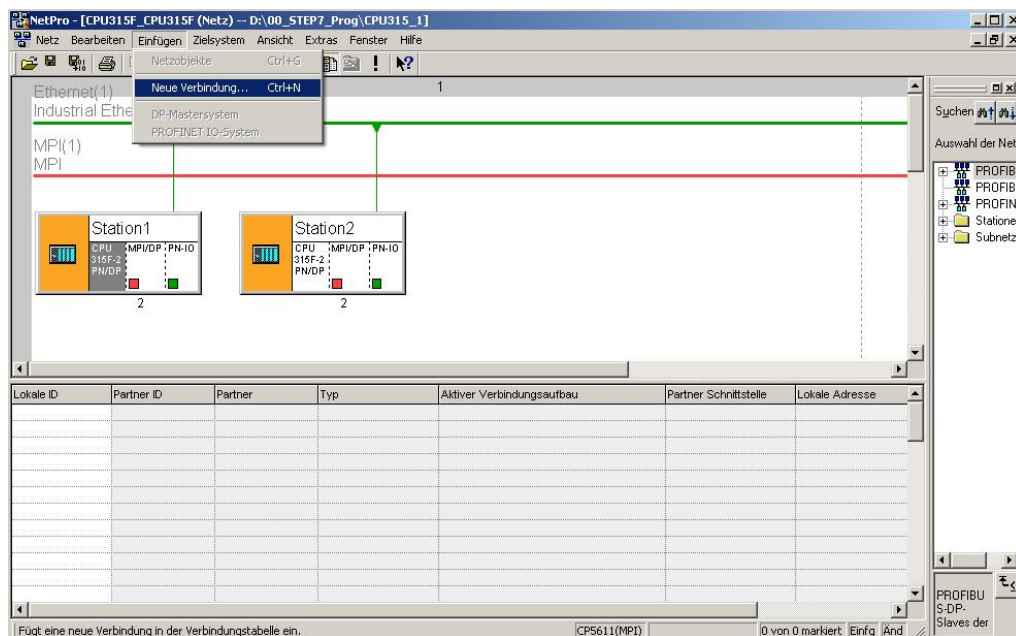 NetPro - [CPU315F_CPU315F (Netz) -- D:\00_STEP7_Prog\CPU315_1]
Netz Bearbeiten Einfügen Zielsystem Ansicht Extras Fenster Hilfe
Netzobjekte Ctrl+G
Neue Verbindung... Ctrl+N
DP-Mastersystem
PROFINET IO-System
1
Ethernet(1)
Industrial Ethe
MPI(1)
MPI
Station1
CPU 315F-2 PN/DP MPI/DP PN-IO
2
Station2
CPU 315F-2 PN/DP MPI/DP PN-IO
2
Suchen
Auswahl der Net
PROFIB
PROFIB
PROFIN
Statione
Subnetz
Lokale ID Partner ID Partner Typ Aktiver Verbindungsaufbau Partner Schnittstelle Lokale Adresse
PROFIBU
S-DP-
Slaves der
Fügt eine neue Verbindung in der Verbindungstabelle ein. CP5611(MPI) 0 von 0 markiert Einfg Änd